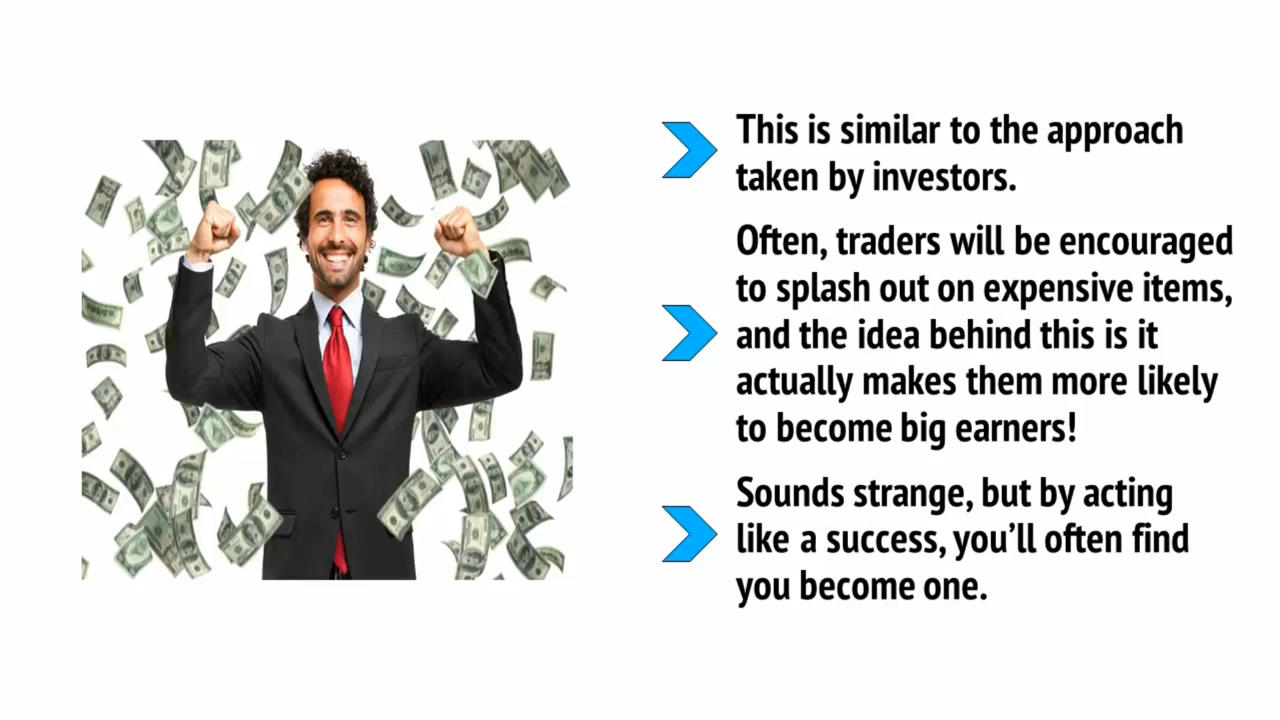 This is similar to the approach
taken by investors.
Often, traders will be encouraged
to splash out on expensive items,
and the idea behind this is it
actually makes them more likely
to become big earners!
Sounds strange, but by acting
like a success, you’ll often find
you become one.